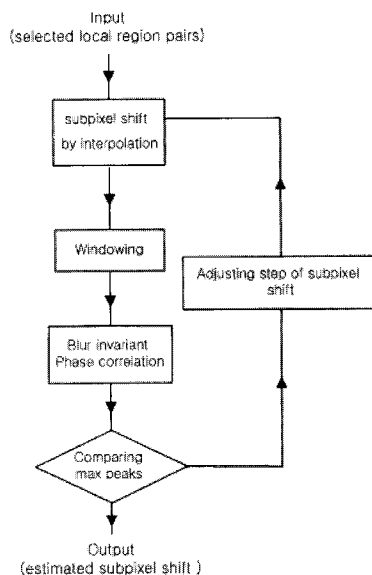 Input
(selected local region pairs)
subpixel shift
by interpolation
Windowing
Adjusting step of subpixel
shift
Blur invariant
Phase correlation
Comparing
max peaks
Output
(estimated subpixel shift )